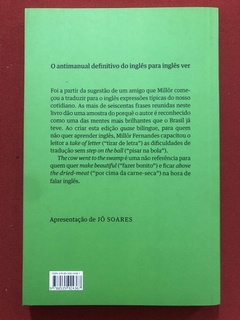 O antimanual definitivo do inglês para inglês ver
Foi a partir da sugestão de um amigo que Millôr come-
çou a traduzir para o inglês expressões típicas do nosso
cotidiano. As mais de seiscentas frases reunidas neste
livro dão uma amostra do porquê o autor é reconhecido
como uma das mentes mais brilhantes que o Brasil já
teve. Ao criar esta edição quase bilíngue, para quem
não quer aprender inglês, Millôr Fernandes capacitou o
leitor a take of letter ("tirar de letra") as dificuldades de
tradução sem step on the ball ("pisar na bola").
The cow went to the swamp é uma não referência para
quem quer make beautiful ("fazer bonito") e ficar above
the dried-meat ("por cima da carne-seca") na hora de
falar inglês.
Apresentação de JÔ SOARES